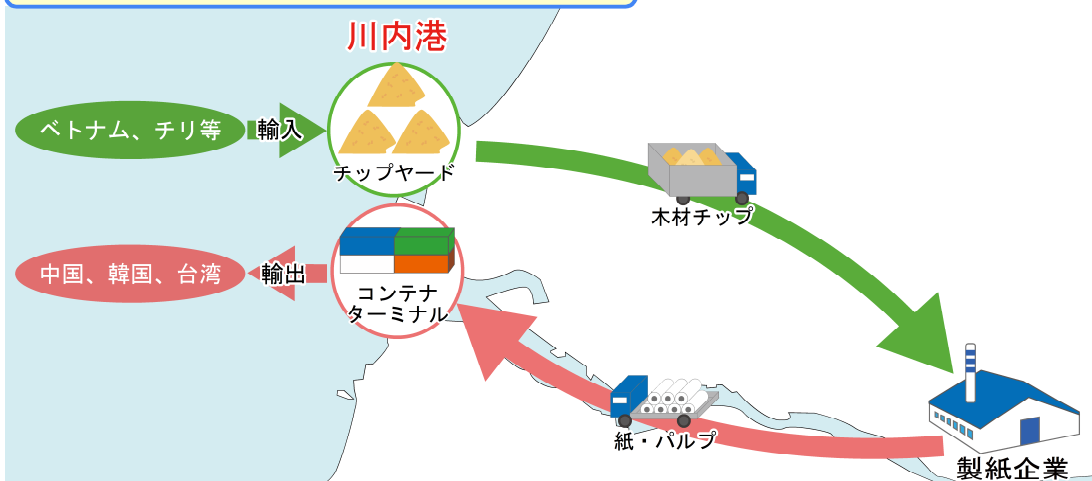 川内港
ベトナム、チリ等
輸入
チップヤード
木材チップ
中国、韓国、台湾
輸出
コンテナ
ターミナル
紙・パルプ
製紙企業